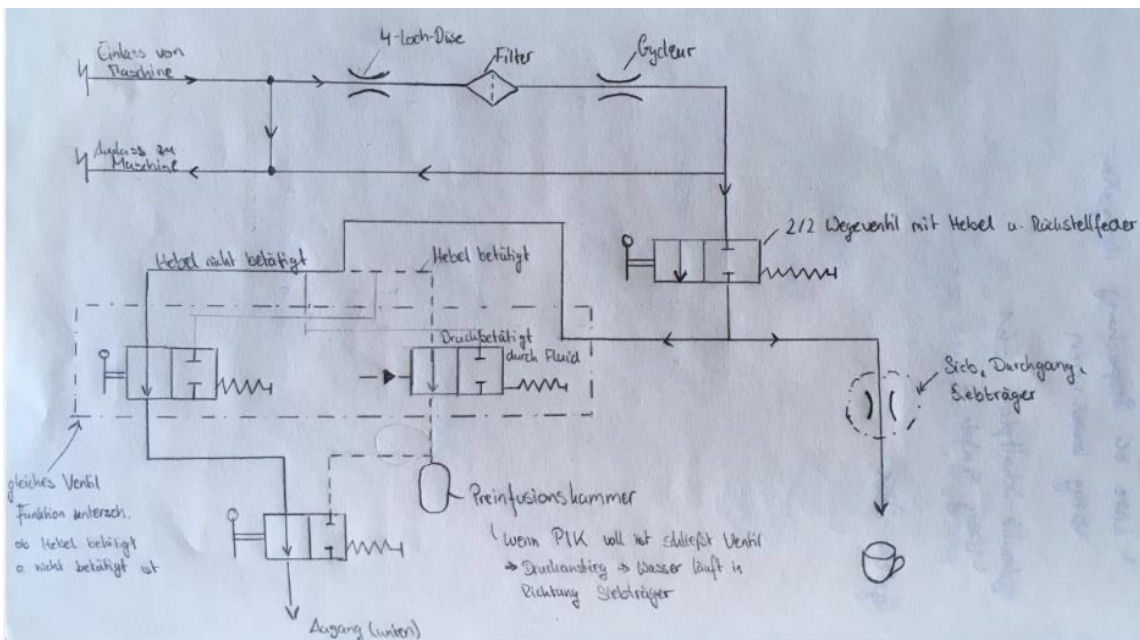 Einlass von
Maschine
4-Loch-Düse
Filter
Gycleur
Auslass zu
Maschine
2/2 Wegeventil mit Hebel u. Rückstellfeder
Hebel nicht betätigt
Hebel betätigt
Druckbetätigt
durch Fluid
Sieb, Durchgang,
Siebträger
gleiches Ventil
Funktion untersch.
ob Hebel betätigt
o. nicht betätigt ist
Preinfusionskammer
wenn PIK voll ist schließt Ventil
→ Druckanstieg → Wasser läuft in
Richtung Siebträger
Ausgang (unten)